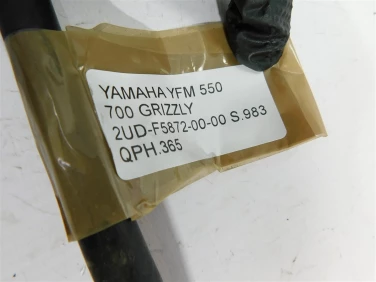 YAMAHA YFM 550
700 GRIZZLY
2UD-F5872-00-00 S.983
QPH.365